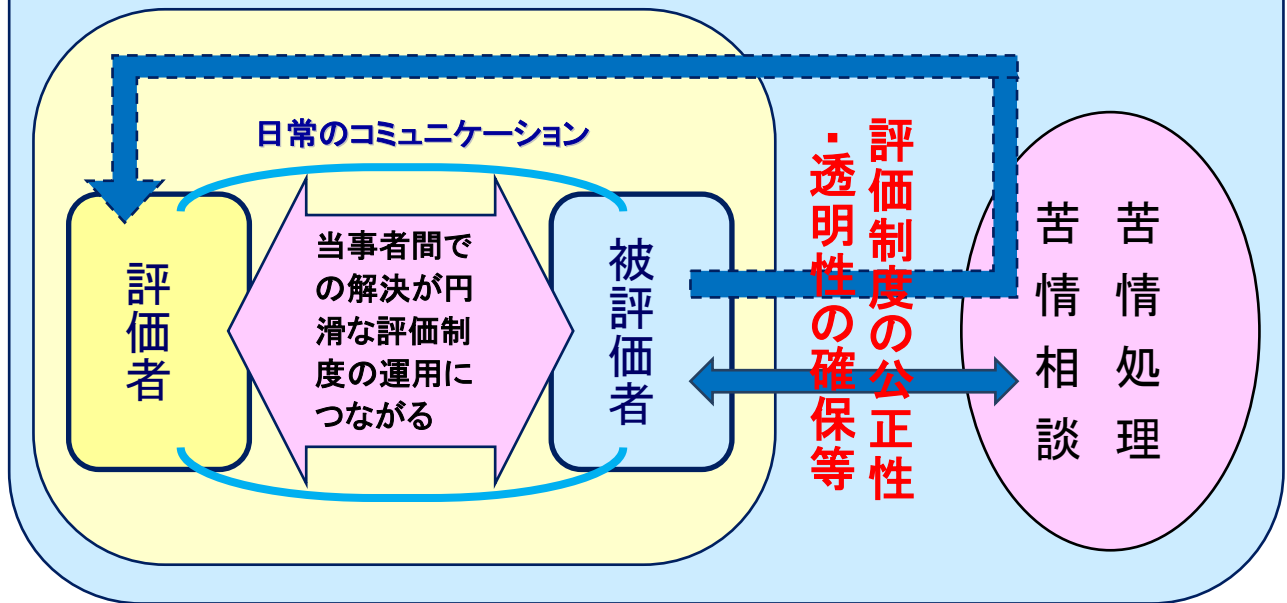 日常のコミュニケーション
評価者
当事者間で
の解決が円
滑な評価制
度の運用に
つながる
被評価者
評価制度の公正性
・透明性の確保等
苦情処理
苦情相談